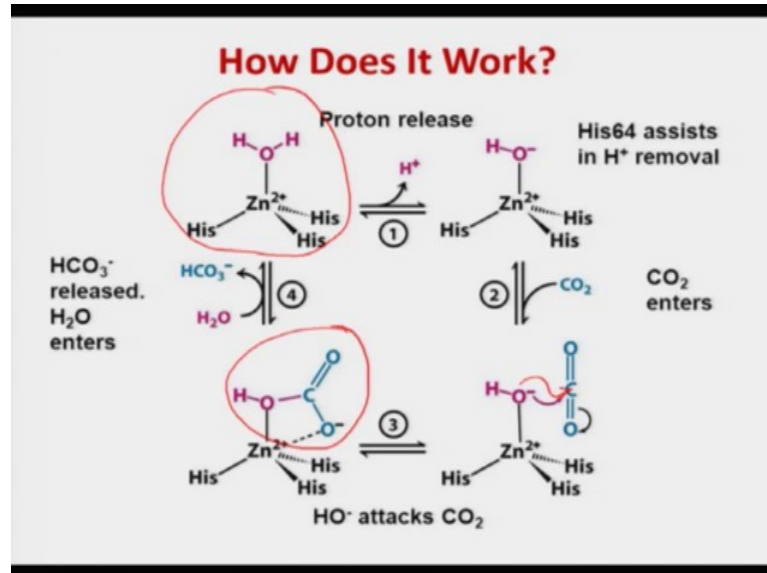 How Does It Work?
Proton release
H O H
Zn2+
His His His
H+
①
H-O-
Zn2+
His His His
His64 assists
in H+ removal
HCO3-
released.
H2O
enters
HCO3-
H2O
④
②
CO2
CO2
enters
H-O C O O-
Zn2+
His His His
③
H-O- O C O
Zn2+
His His His
HO- attacks CO2